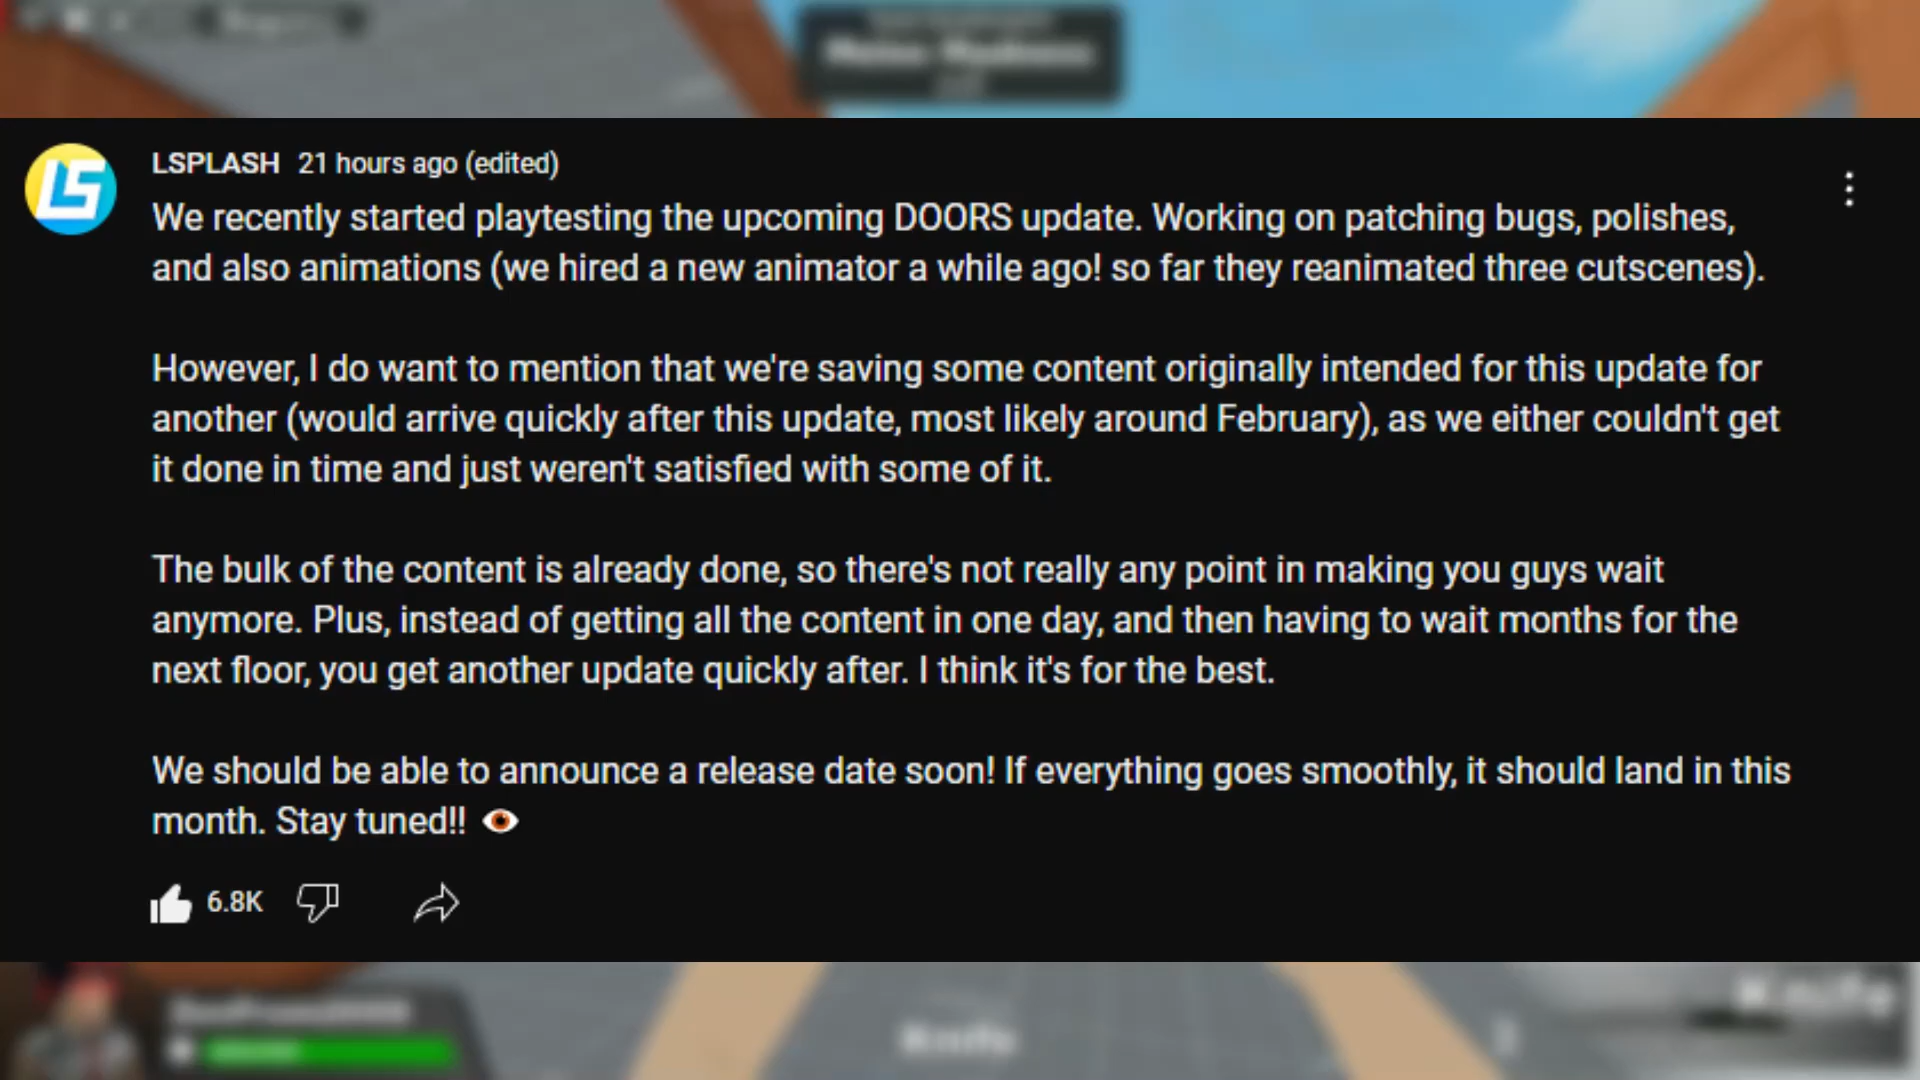 LSPLASH 21 hours ago (edited)
We recently started playtesting the upcoming DOORS update. Working on patching bugs, polishes,
and also animations (we hired a new animator a while ago! so far they reanimated three cutscenes).
However, I do want to mention that we're saving some content originally intended for this update for
another (would arrive quickly after this update, most likely around February), as we either couldn't get
it done in time and just weren't satisfied with some of it.
The bulk of the content is already done, so there's not really any point in making you guys wait
anymore. Plus, instead of getting all the content in one day, and then having to wait months for the
next floor, you get another update quickly after. I think it's for the best.
We should be able to announce a release date soon! If everything goes smoothly, it should land in this
month. Stay tuned!! 👁
6.8K
Knife
Knife